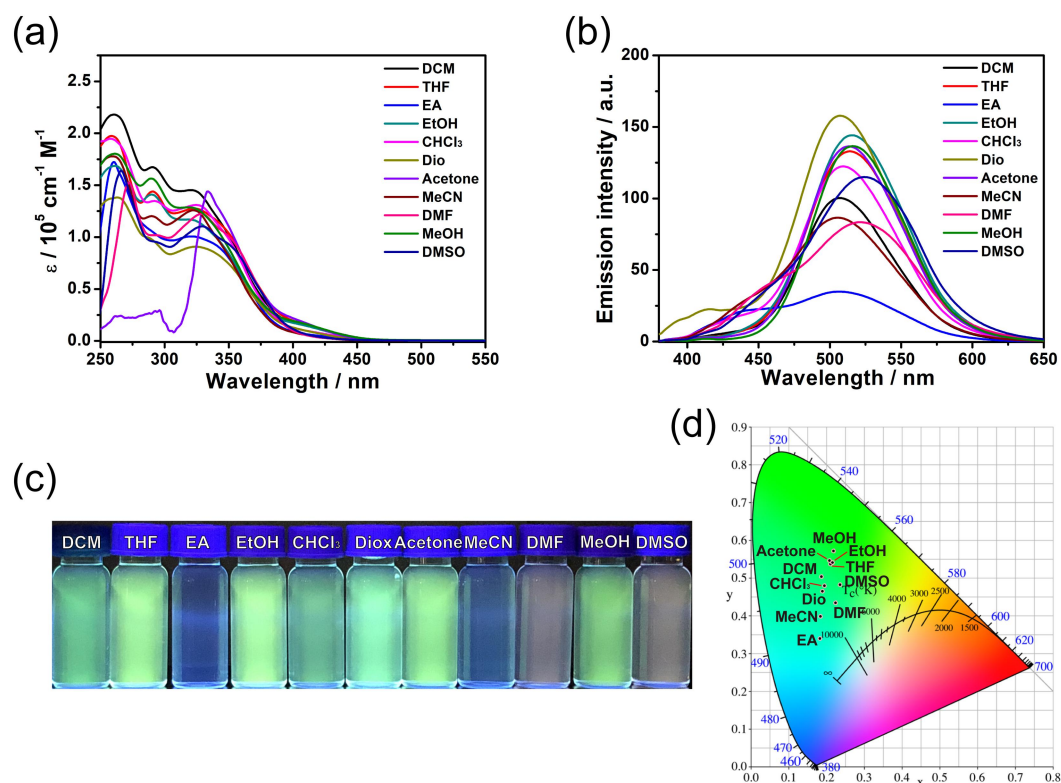 (a)
2.5
2.0
1.5
1.0
0.5
0.0
ε / 10⁵ cm⁻¹ M⁻¹
DCM
THF
EA
EtOH
CHCl₃
Dio
Acetone
MeCN
DMF
MeOH
DMSO
250 300 350 400 450 500 550
Wavelength / nm
(b)
200
150
100
50
0
Emission intensity / a.u.
DCM
THF
EA
EtOH
CHCl₃
Dio
Acetone
MeCN
DMF
MeOH
DMSO
400 450 500 550 600 650
Wavelength / nm
(c)
DCM THF EA EtOH CHCl₃ Diox Acetone MeCN DMF MeOH DMSO
(d)
0.9
0.8
0.7
0.6
0.5
y
0.4
0.3
0.2
0.1
0.0
520
540
560
580
600
620
700
500
490
480
470
460
380
MeOH
Acetone
EtOH
THF
DCM
DMSO
CHCl₃
Dio
DMF
MeCN
EA
4000
3000
2500
2000
1500
10000
∞
0.0 0.1 0.2 0.3 0.4 0.5 0.6 0.7 0.8
x